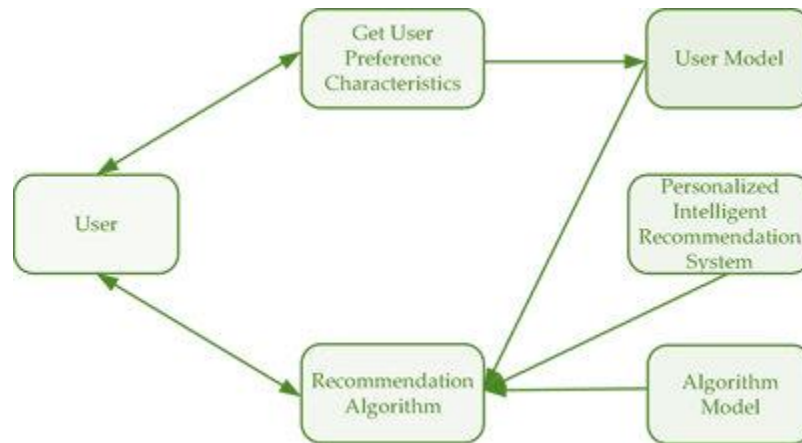 Get User
Preference
Characteristics
User Model
User
Personalized
Intelligent
Recommendation
System
Recommendation
Algorithm
Algorithm
Model